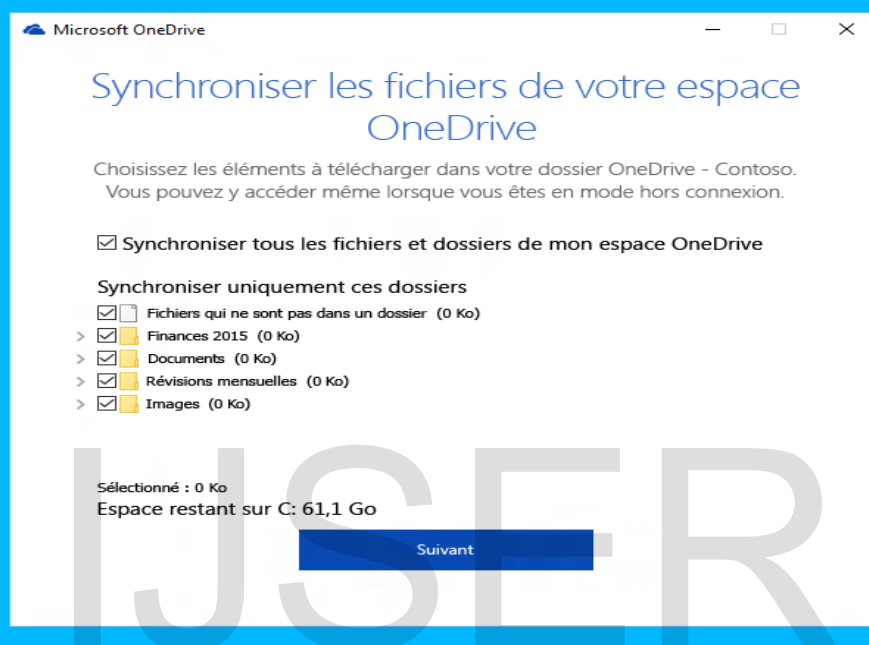 Microsoft OneDrive
Synchroniser les fichiers de votre espace
OneDrive
Choisissez les éléments à télécharger dans votre dossier OneDrive - Contoso.
Vous pouvez y accéder même lorsque vous êtes en mode hors connexion.
Synchroniser tous les fichiers et dossiers de mon espace OneDrive
Synchroniser uniquement ces dossiers
Fichiers qui ne sont pas dans un dossier (0 Ko)
Finances 2015 (0 Ko)
Documents (0 Ko)
Révisions mensuelles (0 Ko)
Images (0 Ko)
Sélectionné : 0 Ko
Espace restant sur C: 61,1 Go
Suivant
IJSER